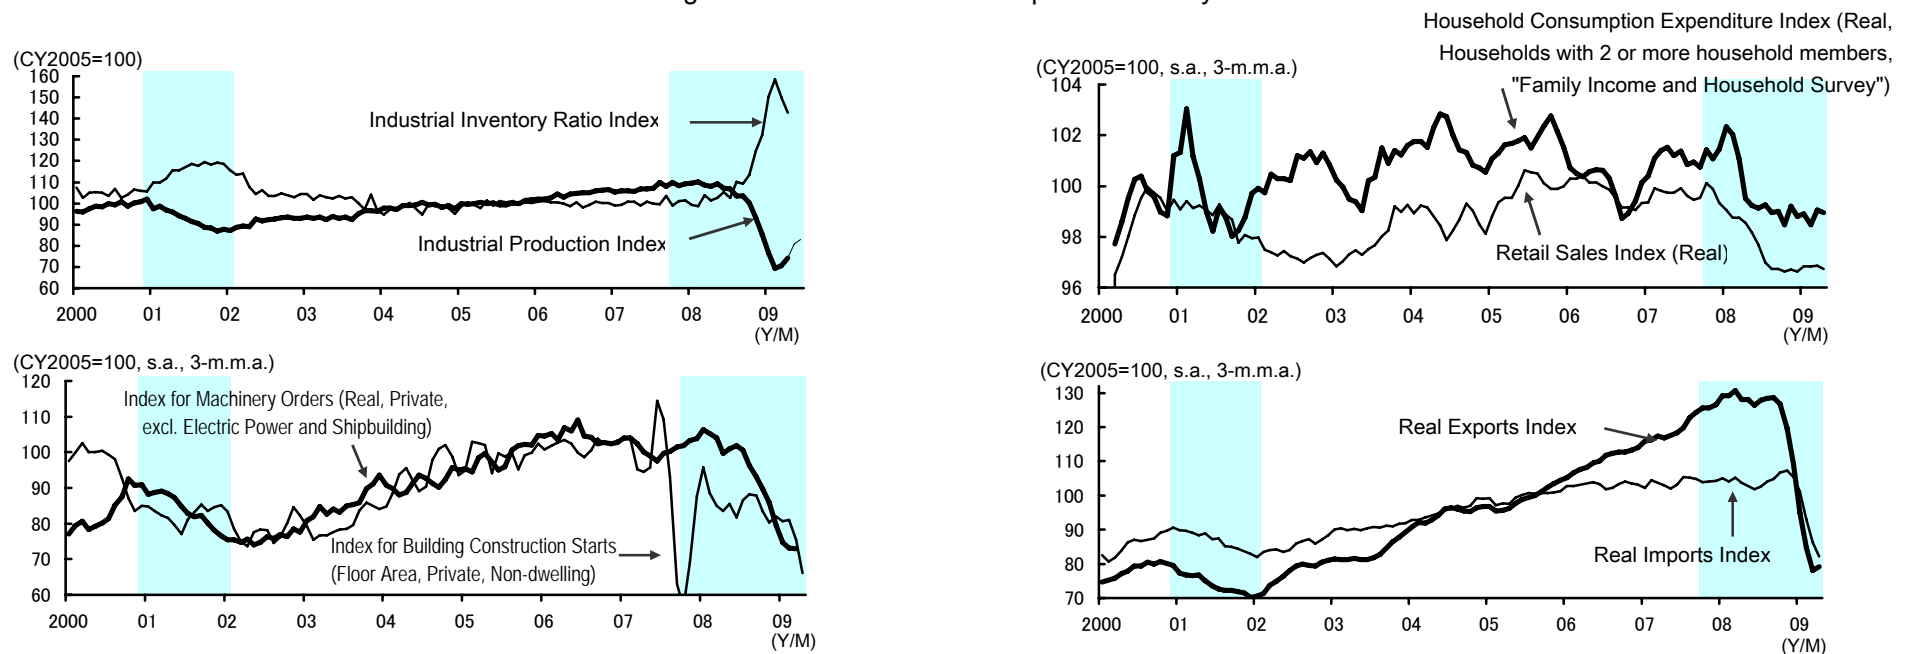 Household Consumption Expenditure Index (Real,
Households with 2 or more household members,
"Family Income and Household Survey")
(CY2005=100)
160
150
140
130
120
110
100
90
80
70
60
Industrial Inventory Ratio Index
Industrial Production Index
2000 01 02 03 04 05 06 07 08 09
(Y/M)
(CY2005=100, s.a., 3-m.m.a.)
104
102
100
98
96
Retail Sales Index (Real)
2000 01 02 03 04 05 06 07 08 09
(Y/M)
(CY2005=100, s.a., 3-m.m.a.)
120
110
100
90
80
70
60
Index for Machinery Orders (Real, Private,
excl. Electric Power and Shipbuilding)
Index for Building Construction Starts
(Floor Area, Private, Non-dwelling)
2000 01 02 03 04 05 06 07 08 09
(Y/M)
(CY2005=100, s.a., 3-m.m.a.)
130
120
110
100
90
80
70
Real Exports Index
Real Imports Index
2000 01 02 03 04 05 06 07 08 09
(Y/M)